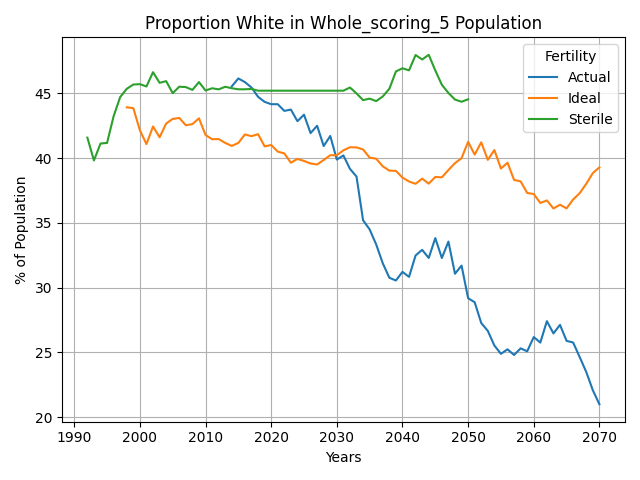 Proportion White in Whole_scoring_5 Population
Fertility
Actual
Ideal
Sterile
% of Population
45
40
35
30
25
20
1990
2000
2010
2020
2030
2040
2050
2060
2070
Years